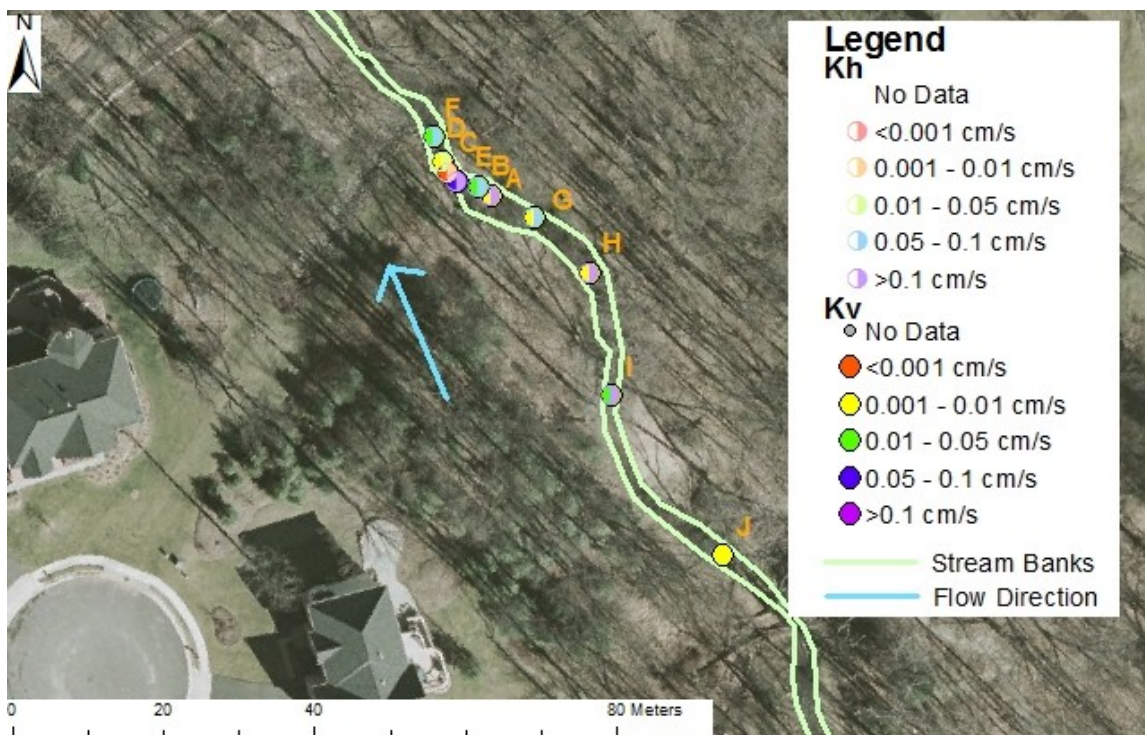 N
F
D
C
E
B
A
G
H
I
J
Legend
Kh
No Data
<0.001 cm/s
0.001 - 0.01 cm/s
0.01 - 0.05 cm/s
0.05 - 0.1 cm/s
>0.1 cm/s
Kv
No Data
<0.001 cm/s
0.001 - 0.01 cm/s
0.01 - 0.05 cm/s
0.05 - 0.1 cm/s
>0.1 cm/s
Stream Banks
Flow Direction
0 20 40 80 Meters